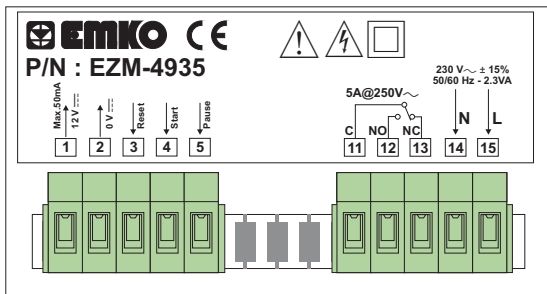 EMKO CE
P/N : EZM-4935
Max.50mA
12 V
0 V
Reset
Start
Pause
1 2 3 4 5
5A@250V
C NO NC
11 12 13
230 V ± 15%
50/60 Hz - 2.3VA
N L
14 15